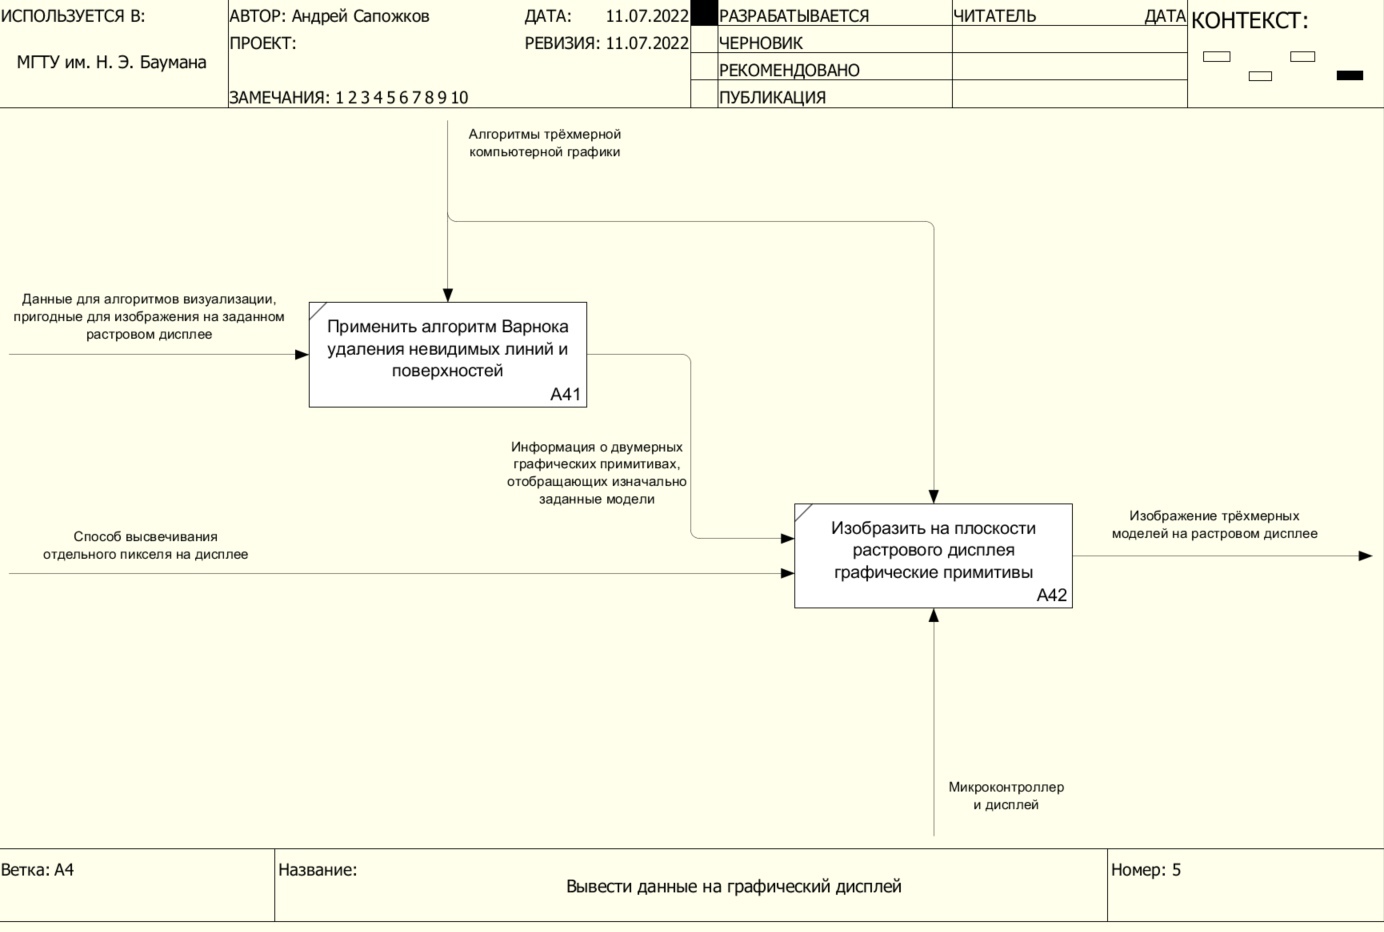 ИСПОЛЬЗУЕТСЯ В:
МГТУ им. Н. Э. Баумана
АВТОР: Андрей Сапожков
ДАТА: 11.07.2022
ПРОЕКТ:
РЕВИЗИЯ: 11.07.2022
ЗАМЕЧАНИЯ: 1 2 3 4 5 6 7 8 9 10
РАЗРАБАТЫВАЕТСЯ
ЧЕРНОВИК
РЕКОМЕНДОВАНО
ПУБЛИКАЦИЯ
ЧИТАТЕЛЬ
ДАТА
КОНТЕКСТ:
Алгоритмы трёхмерной
компьютерной графики
Данные для алгоритмов визуализации,
пригодные для изображения на заданном
растровом дисплее
Применить алгоритм Варнока
удаления невидимых линий и
поверхностей
A41
Информация о двумерных
графических примитивах,
отобращающих изначально
заданные модели
Способ высвечивания
отдельного пикселя на дисплее
Изобразить на плоскости
растрового дисплея
графические примитивы
A42
Изображение трёхмерных
моделей на растровом дисплее
Микроконтроллер
и дисплей
Ветка: A4
Название:
Вывести данные на графический дисплей
Номер: 5